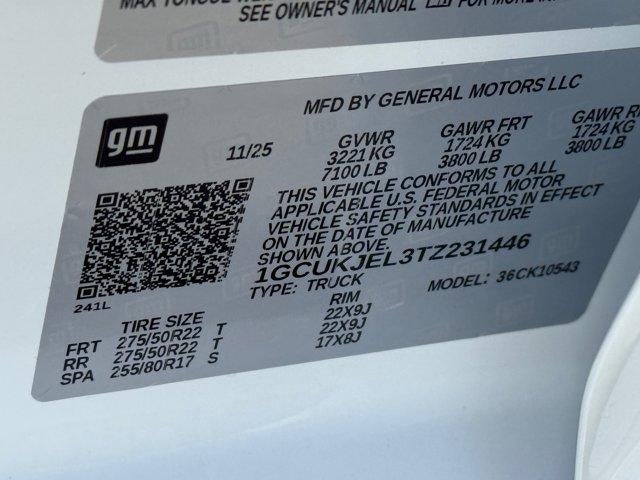 SEE OWNER'S MANUAL
MFD BY GENERAL MOTORS LLC
gm
11/25
GVWR
3221 KG
7100 LB
GAWR FRT
1724 KG
3800 LB
GAWR
1724 KG
3800 LB
THIS VEHICLE CONFORMS TO ALL
APPLICABLE U.S. FEDERAL MOTOR
VEHICLE SAFETY STANDARDS IN EFFECT
ON THE DATE OF MANUFACTURE
SHOWN ABOVE.
1GCUKJEL3TZ231446
TYPE: TRUCK
MODEL: 36CK10543
241L
TIRE SIZE RIM
FRT 275/50R22 T 22X9J
RR 275/50R22 T 22X9J
SPA 255/80R17 S 17X8J